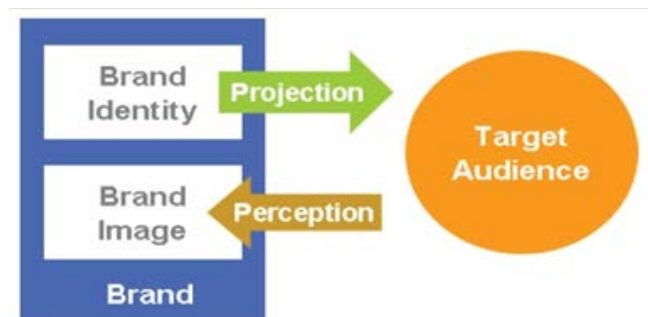 Brand
Identity
Projection
Target
Audience
Brand
Image
Perception
Brand